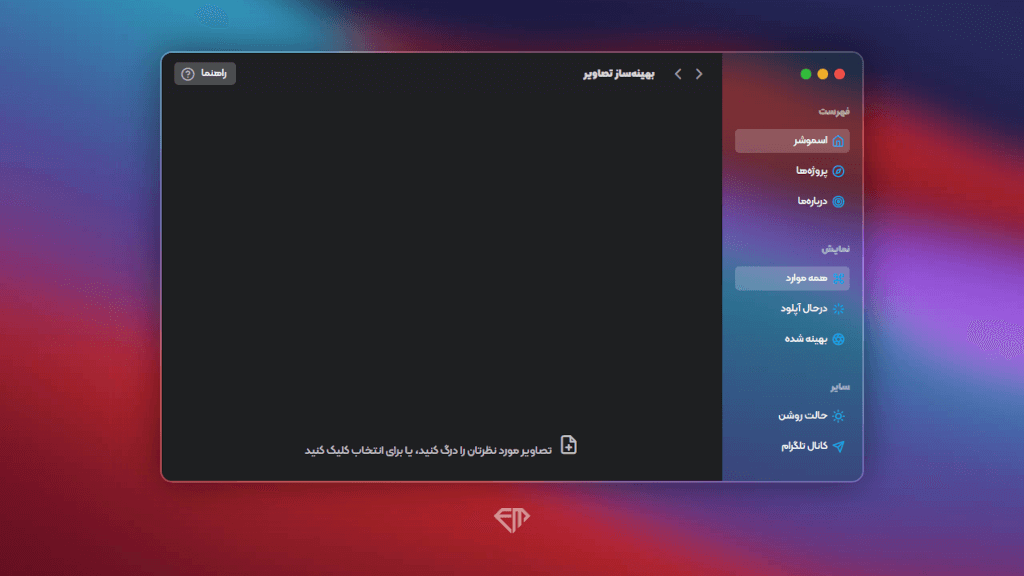 فهرست
اسموشر
پروژه‌ها
درباره‌ما
نمایش
همه موارد
درحال آپلود
بهینه شده
سایر
حالت روشن
کانال تلگرام
بهینه‌ساز تصاویر
راهنما
تصاویر مورد نظرتان را درگ کنید، یا برای انتخاب کلیک کنید